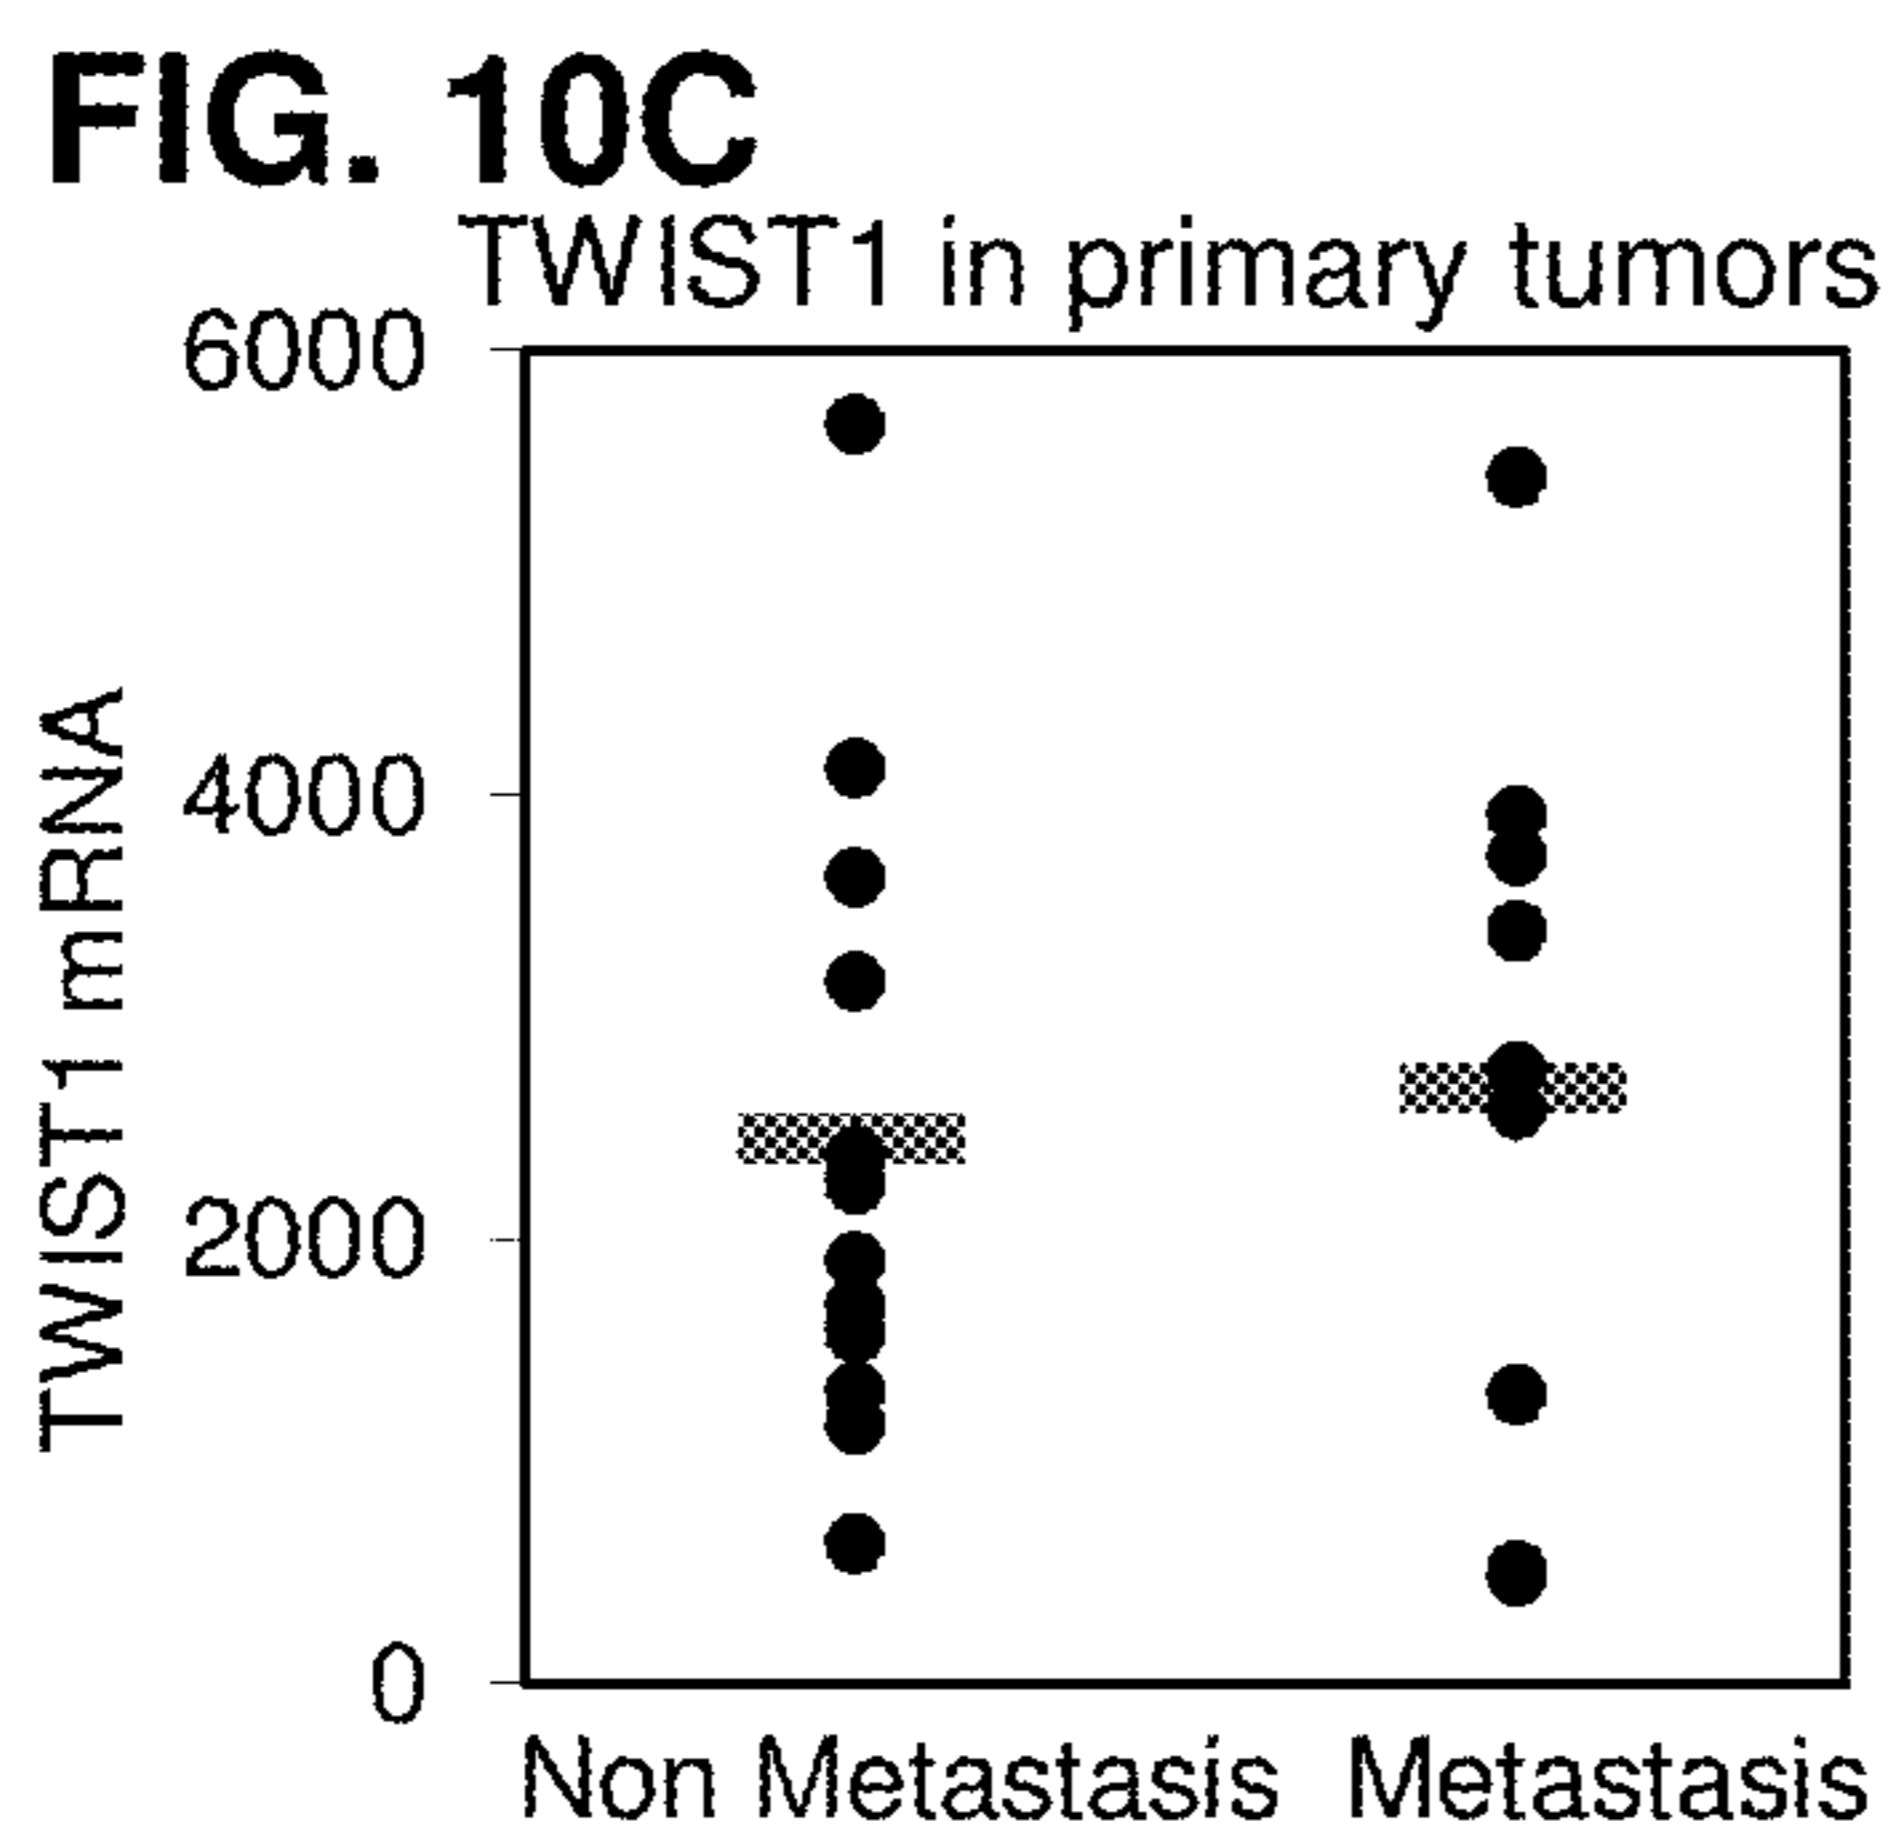 FIG. 10C
TWIST1 in primary tumors
6000
4000
2000
0
TWIST1 mRNA
Non Metastasis
Metastasis